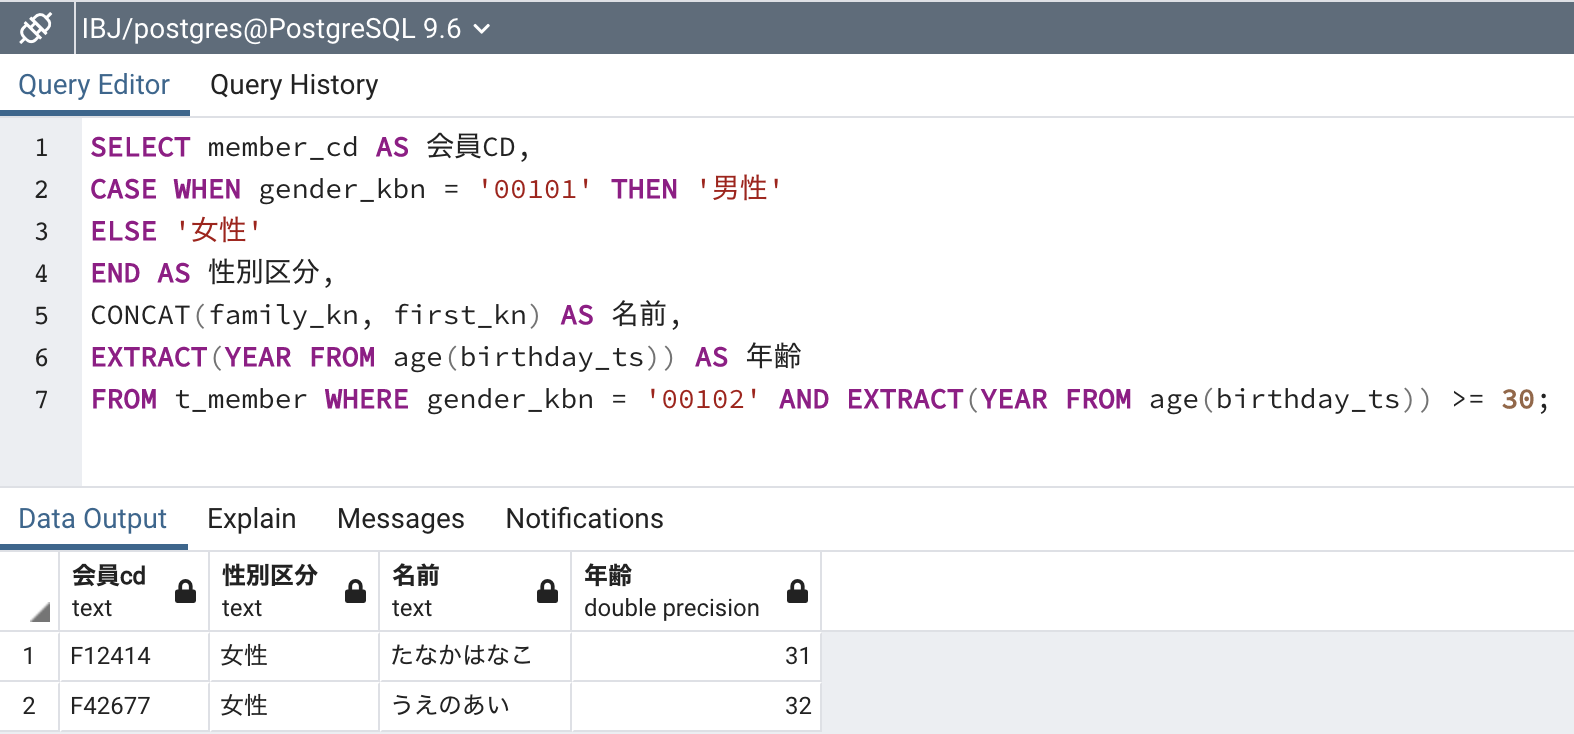 IBJ/postgres@PostgreSQL 9.6
Query Editor Query History
1 SELECT member_cd AS 会員CD,
2 CASE WHEN gender_kbn = '00101' THEN '男性'
3 ELSE '女性'
4 END AS 性別区分,
5 CONCAT(family_kn, first_kn) AS 名前,
6 EXTRACT(YEAR FROM age(birthday_ts)) AS 年齢
7 FROM t_member WHERE gender_kbn = '00102' AND EXTRACT(YEAR FROM age(birthday_ts)) >= 30;
Data Output Explain Messages Notifications
会員cd 性別区分 名前 年齢
text text text double precision
1 F12414 女性 たなかはなこ 31
2 F42677 女性 うえのあい 32